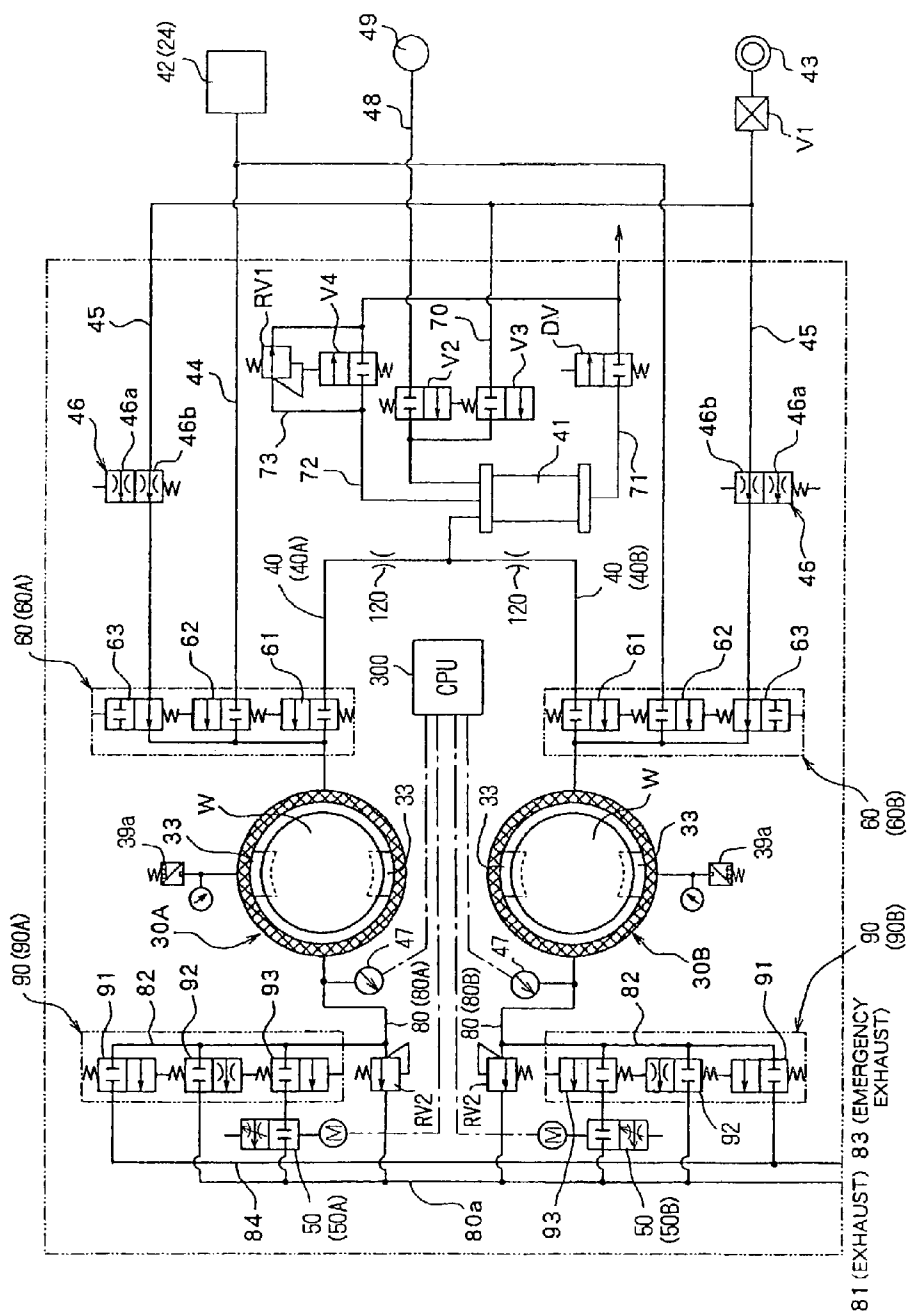 42 (24)
49
48
43
V1
45
44
46
46a
46b
RV1
V4
73
72
V2
70
V3
DV
41
71
45
46b
46a
46
60 (60A)
63
62
61
40
(40A)
120
120
40
(40B)
300
CPU
61
62
63
60
(60B)
39a
33
W
33
30A
47
33
W
33
39a
30B
47
90 (90A)
91
82
92
93
80 (80A)
80 (80B)
82
91
90
(90B)
RV2
RV2
M
M
84
50
(50A)
80a
93
50
(50B)
92
81 (EXHAUST)
83 (EMERGENCY
EXHAUST)